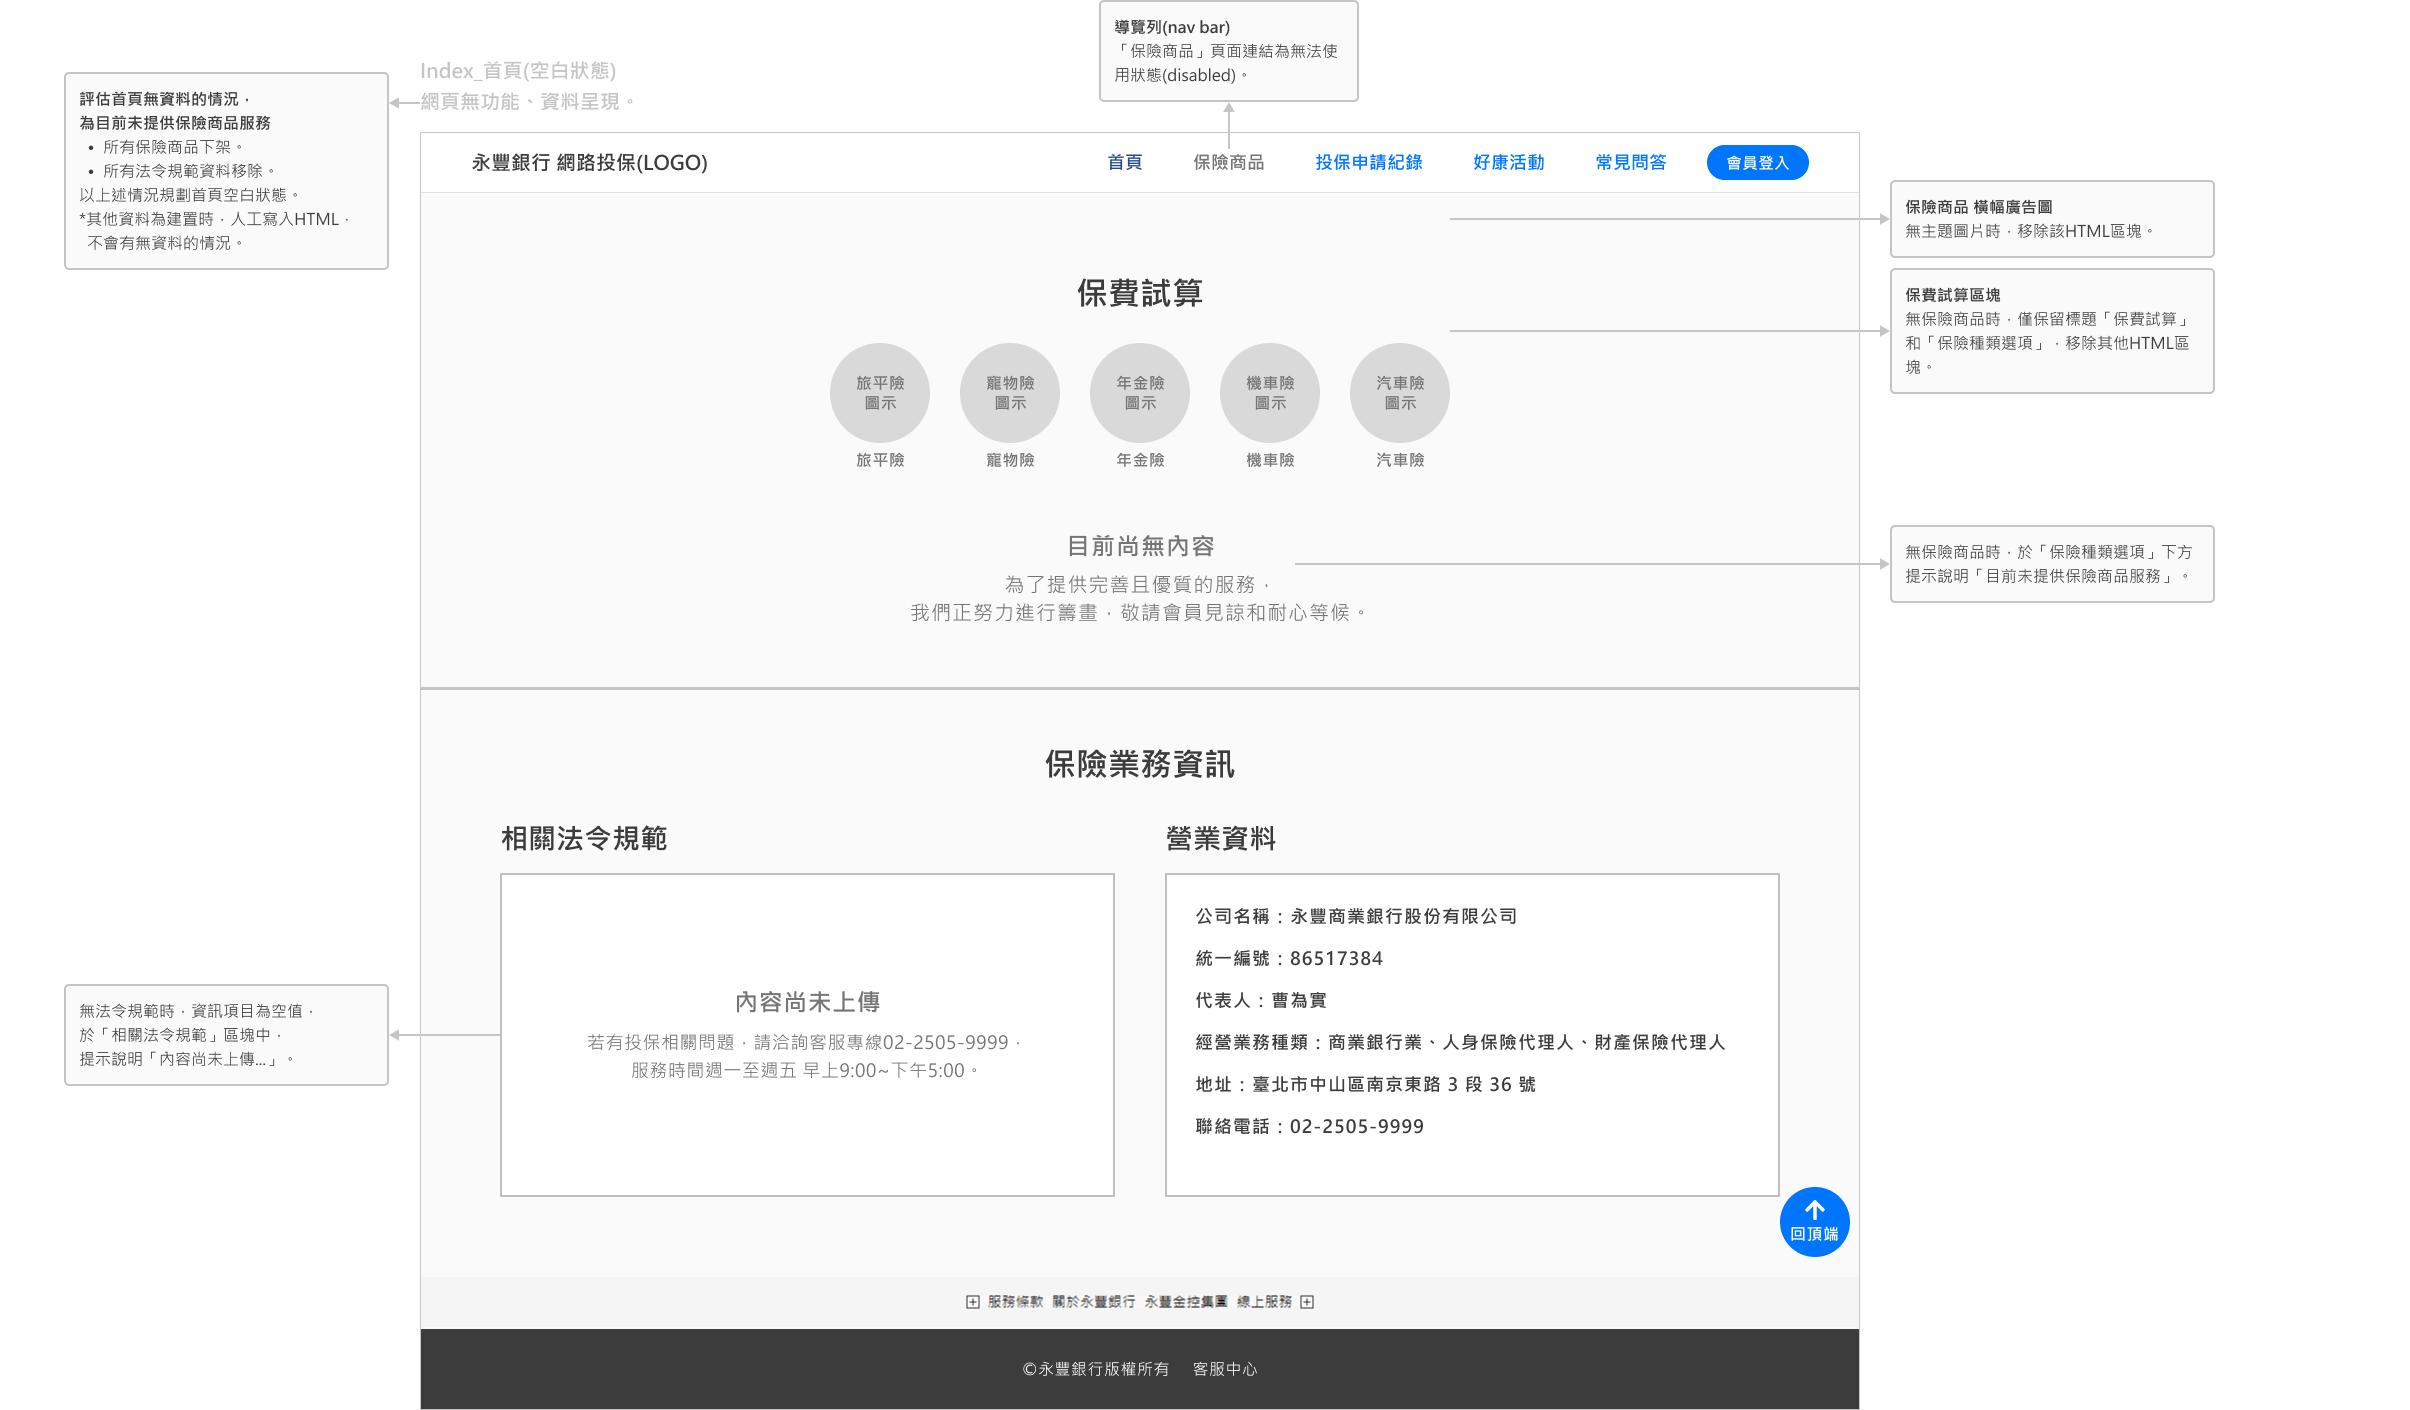 導覽列(nav bar)
「保險商品」頁面連結為無法使
用狀態(disabled)。
Index_首頁(空白狀態)
網頁無功能、資料呈現。
評估首頁無資料的情況，
為目前未提供保險商品服務
• 所有保險商品下架。
• 所有法令規範資料移除。
以上述情況規劃首頁空白狀態。
*其他資料為建置時，人工寫入HTML，
不會有無資料的情況。
永豐銀行 網路投保(LOGO)
首頁
保險商品
投保申請紀錄
好康活動
常見問答
會員登入
保險商品 橫幅廣告圖
無主題圖片時，移除該HTML區塊。
保費試算
保費試算區塊
無保險商品時，僅保留標題「保費試算」
和「保險種類選項」，移除其他HTML區
塊。
旅平險
圖示
寵物險
圖示
年金險
圖示
機車險
圖示
汽車險
圖示
旅平險
寵物險
年金險
機車險
汽車險
目前尚無內容
為了提供完善且優質的服務，
我們正努力進行籌畫，敬請會員見諒和耐心等候。
無保險商品時，於「保險種類選項」下方
提示說明「目前未提供保險商品服務」。
保險業務資訊
相關法令規範
內容尚未上傳
若有投保相關問題，請洽詢客服專線02-2505-9999，
服務時間週一至週五 早上9:00~下午5:00。
無法令規範時，資訊項目為空值，
於「相關法令規範」區塊中，
提示說明「內容尚未上傳...」。
營業資料
公司名稱：永豐商業銀行股份有限公司
統一編號：86517384
代表人：曹為實
經營業務種類：商業銀行業、人身保險代理人、財產保險代理人
地址：臺北市中山區南京東路 3 段 36 號
聯絡電話：02-2505-9999
回頂端
服務條款 關於永豐銀行 永豐金控集團 線上服務
©永豐銀行版權所有 客服中心